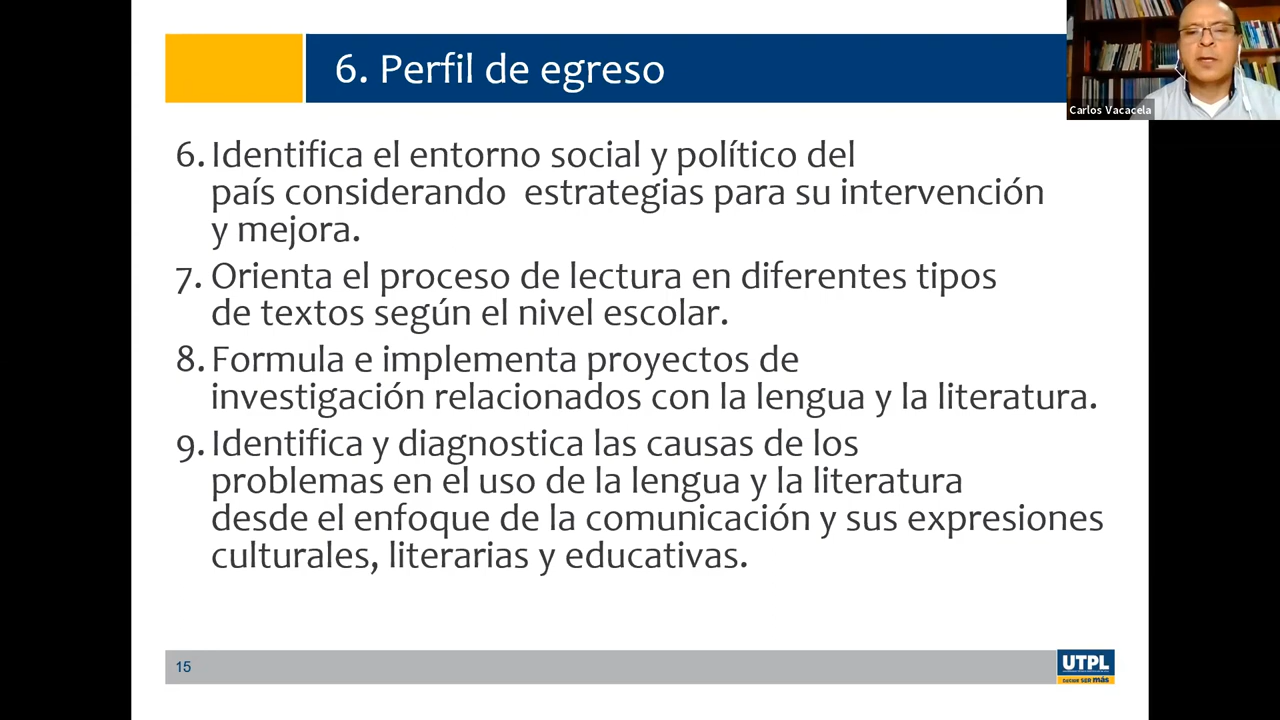 6. Perfil de egreso
Carlos Vacacela
6. Identifica el entorno social y político del
país considerando estrategias para su intervención
y mejora.
7. Orienta el proceso de lectura en diferentes tipos
de textos según el nivel escolar.
8. Formula e implementa proyectos de
investigación relacionados con la lengua y la literatura.
9. Identifica y diagnostica las causas de los
problemas en el uso de la lengua y la literatura
desde el enfoque de la comunicación y sus expresiones
culturales, literarias y educativas.
15
UTPL
Decide SER más